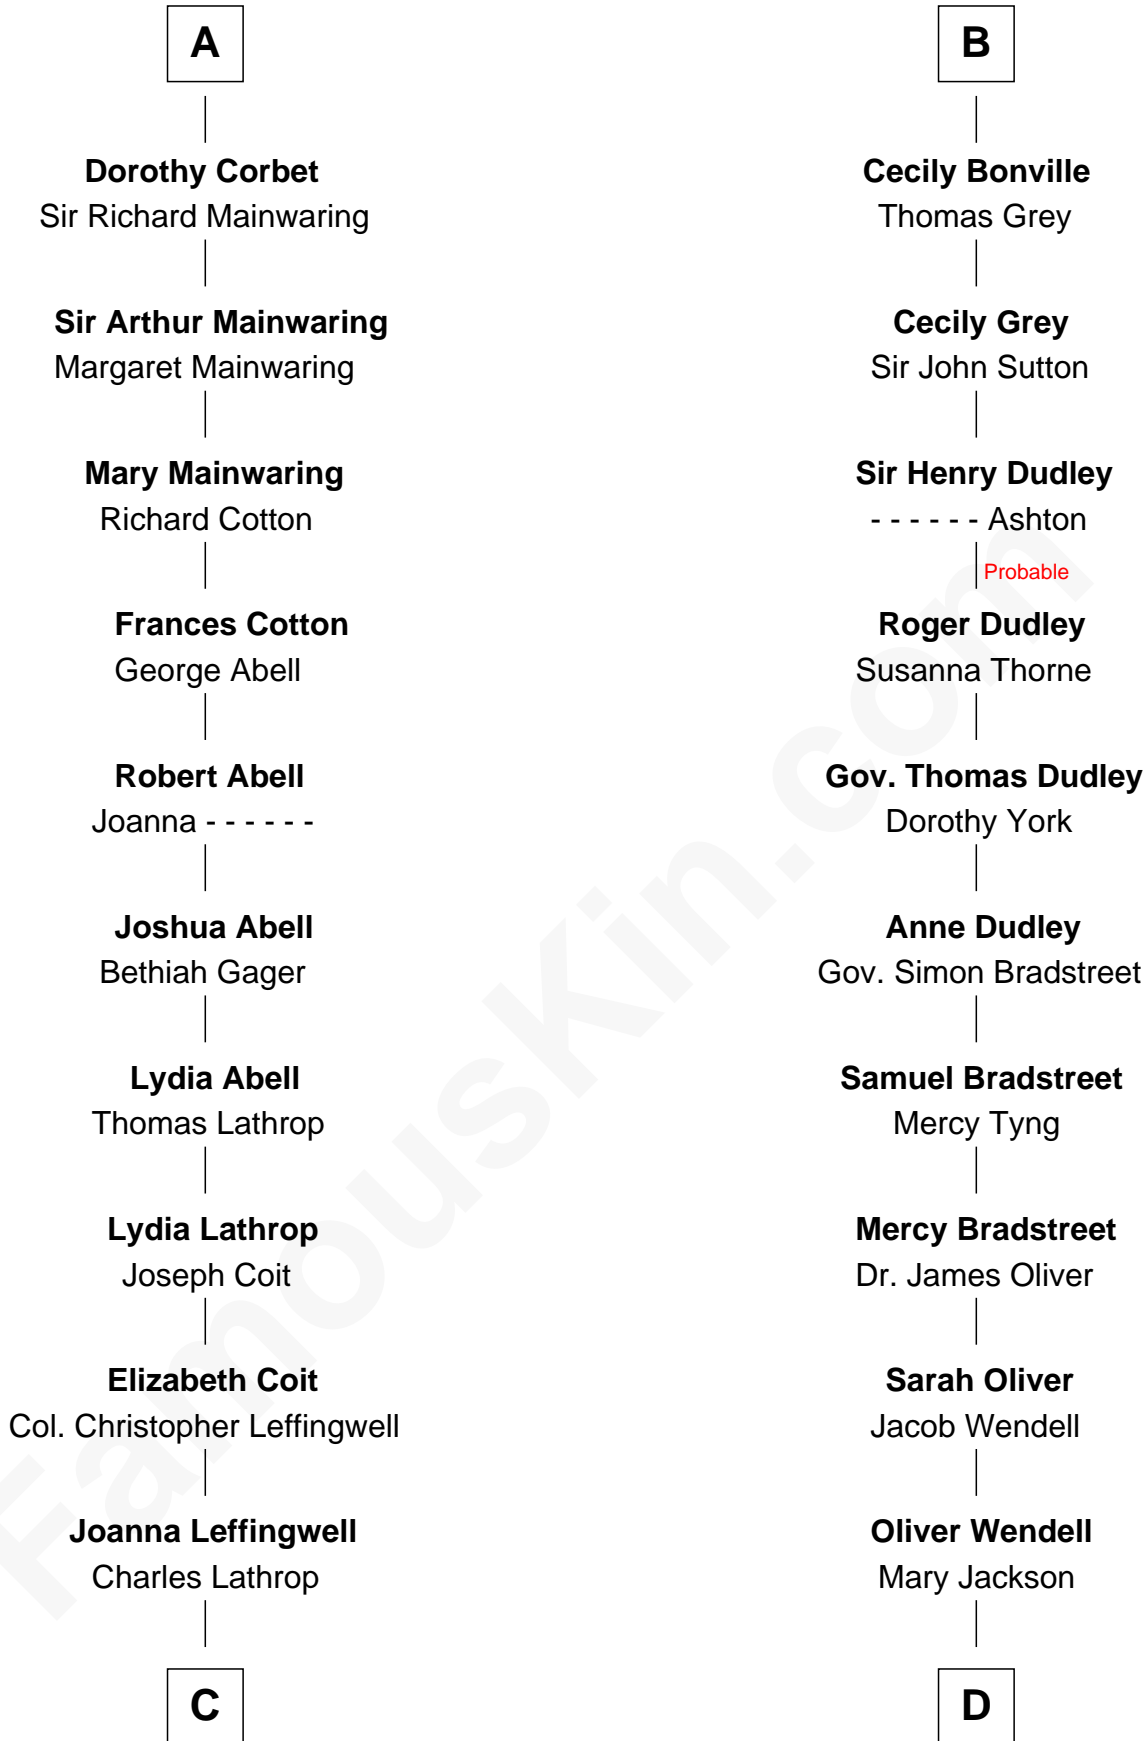 A
Dorothy Corbet
Sir Richard Mainwaring
Sir Arthur Mainwaring
Margaret Mainwaring
Mary Mainwaring
Richard Cotton
Frances Cotton
George Abell
Robert Abell
Joanna - - - - - -
Joshua Abell
Bethiah Gager
Lydia Abell
Thomas Lathrop
Lydia Lathrop
Joseph Coit
Elizabeth Coit
Col. Christopher Leffingwell
Joanna Leffingwell
Charles Lathrop
C
B
Cecily Bonville
Thomas Grey
Cecily Grey
Sir John Sutton
Sir Henry Dudley
- - - - - - Ashton
Probable
Roger Dudley
Susanna Thorne
Gov. Thomas Dudley
Dorothy York
Anne Dudley
Gov. Simon Bradstreet
Samuel Bradstreet
Mercy Tyng
Mercy Bradstreet
Dr. James Oliver
Sarah Oliver
Jacob Wendell
Oliver Wendell
Mary Jackson
D
FamousKin.com